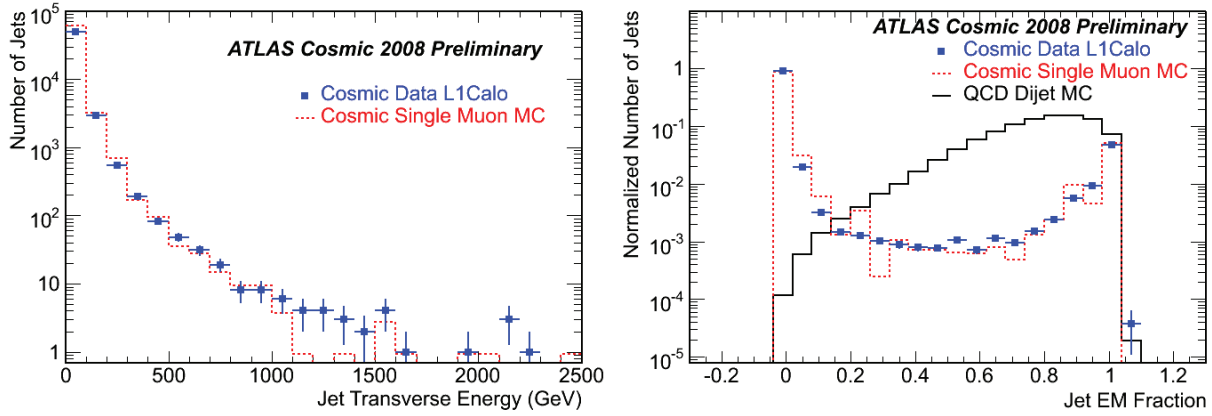 Number of Jets
10^5
10^4
10^3
10^2
10
1
ATLAS Cosmic 2008 Preliminary
Cosmic Data L1Calo
Cosmic Single Muon MC
0 500 1000 1500 2000 2500
Jet Transverse Energy (GeV)
Normalized Number of Jets
1
10^-1
10^-2
10^-3
10^-4
10^-5
ATLAS Cosmic 2008 Preliminary
Cosmic Data L1Calo
Cosmic Single Muon MC
QCD Dijet MC
-0.2 0 0.2 0.4 0.6 0.8 1 1.2
Jet EM Fraction